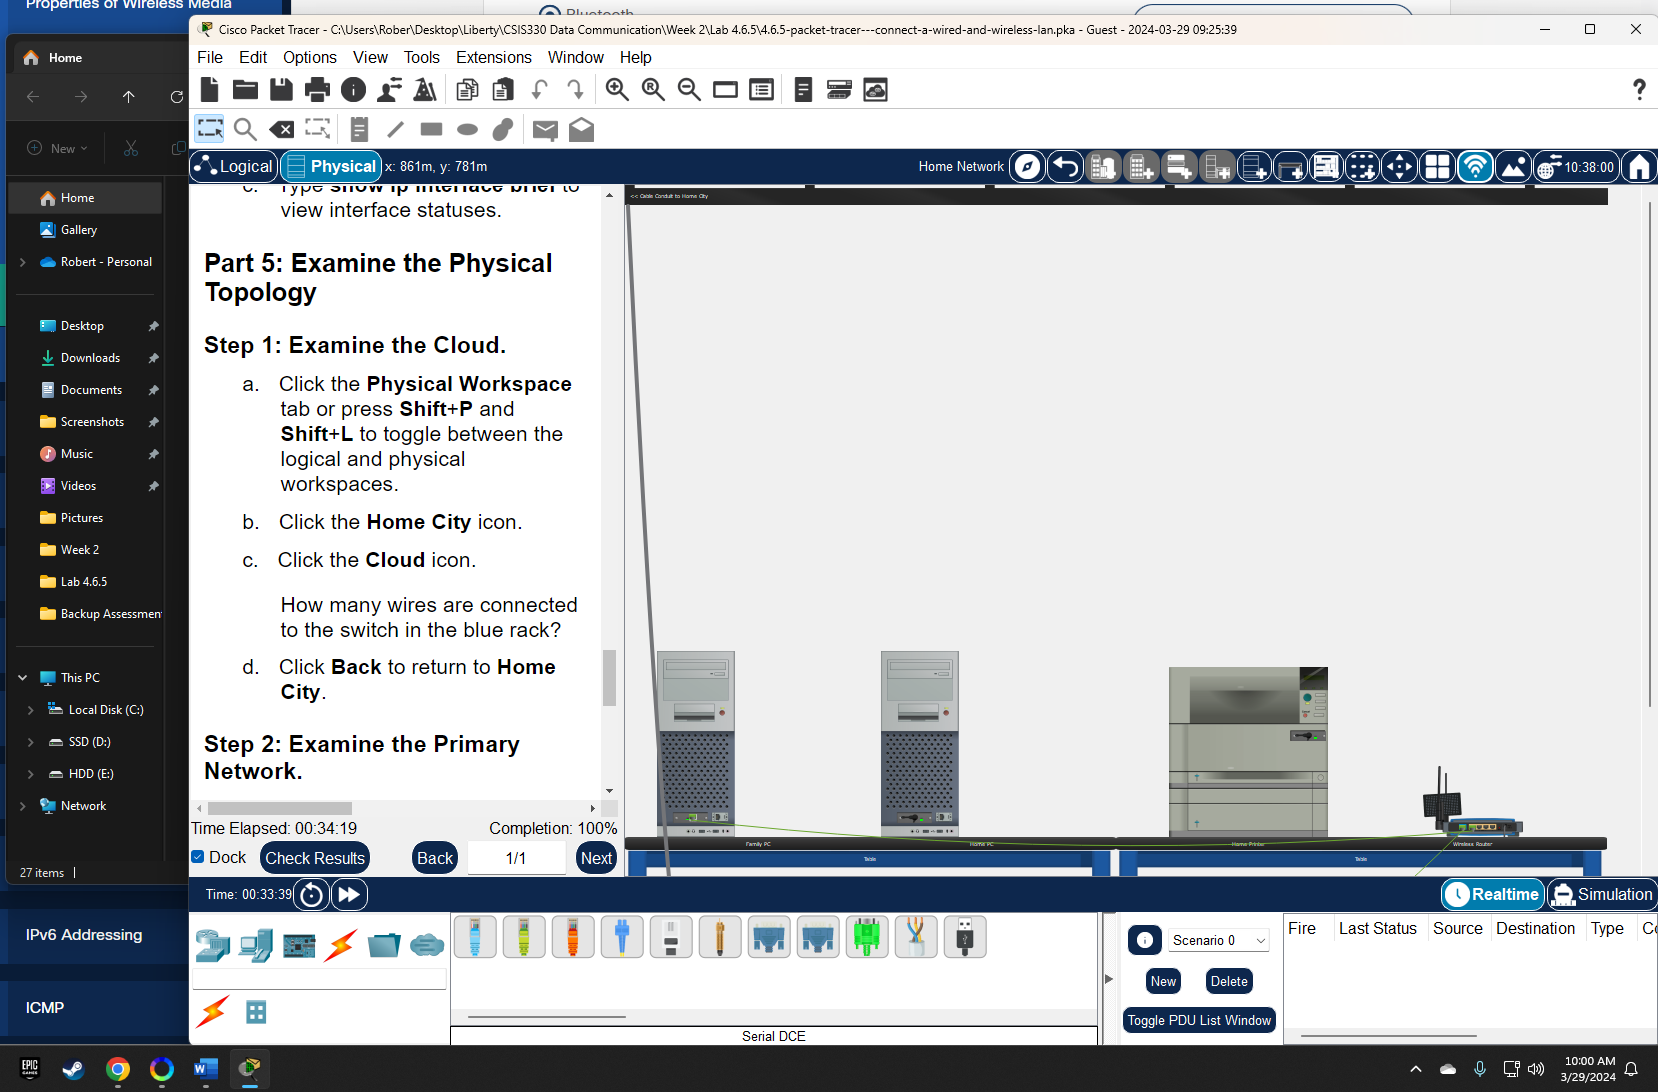 Properties of Wireless Media
Bluetooth
Home
New
Home
Gallery
Robert - Personal
Desktop
Downloads
Documents
Screenshots
Music
Videos
Pictures
Week 2
Lab 4.6.5
Backup Assessmen
This PC
Local Disk (C:)
SSD (D:)
HDD (E:)
Network
27 items
IPv6 Addressing
ICMP
Cisco Packet Tracer - C:\Users\Rober\Desktop\Liberty\CSIS330 Data Communication\Week 2\Lab 4.6.5\4.6.5-packet-tracer---connect-a-wired-and-wireless-lan.pka - Guest - 2024-03-29 09:25:39
File Edit Options View Tools Extensions Window Help
?
Logical Physical x: 861m, y: 781m Home Network 10:38:00
c. Type show ip interface brief to
view interface statuses.
Part 5: Examine the Physical
Topology
Step 1: Examine the Cloud.
a. Click the Physical Workspace
tab or press Shift+P and
Shift+L to toggle between the
logical and physical
workspaces.
b. Click the Home City icon.
c. Click the Cloud icon.
How many wires are connected
to the switch in the blue rack?
d. Click Back to return to Home
City.
Step 2: Examine the Primary
Network.
Time Elapsed: 00:34:19 Completion: 100%
Dock Check Results Back 1/1 Next
<< Cable Conduit to Home City
Family PC Home PC Home Printer Wireless Router
Table Table
Time: 00:33:39 Realtime Simulation
Serial DCE
Scenario 0
New Delete
Toggle PDU List Window
Fire Last Status Source Destination Type Co
EPIC GAMES
10:00 AM
3/29/2024